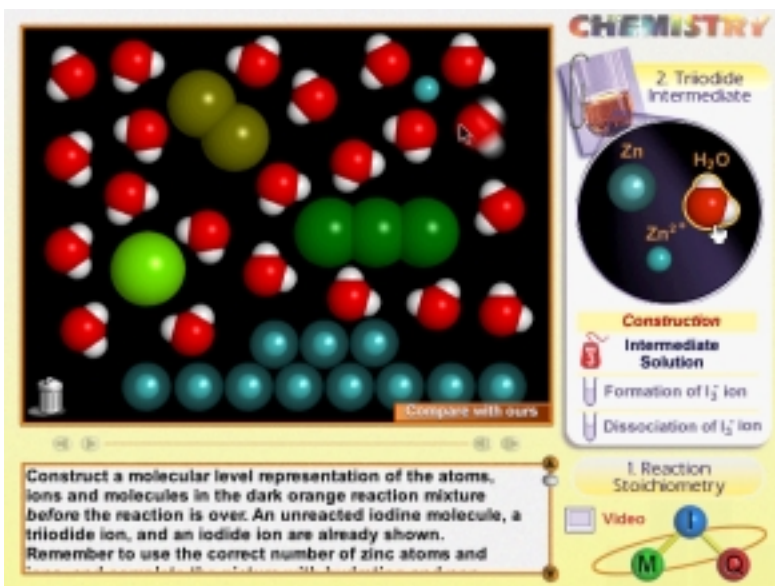 CHEMISTRY
2. Triiodide
Intermediate
Zn
H₂O
Zn²⁺
Construction
Intermediate
Solution
Formation of I₃⁻ ion
Dissociation of I₃⁻ ion
Compare with ours
1. Reaction
Stoichiometry
Video
I
M
Q
Construct a molecular level representation of the atoms,
ions and molecules in the dark orange reaction mixture
before the reaction is over. An unreacted iodine molecule, a
triiodide ion, and an iodide ion are already shown.
Remember to use the correct number of zinc atoms and